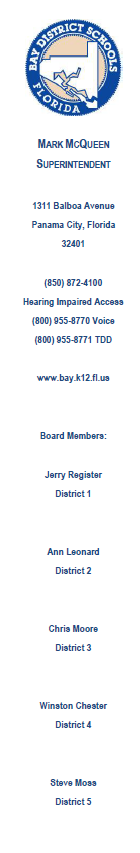 BAY DISTRICT SCHOOLS
FLORIDA
MARK MCQUEEN
SUPERINTENDENT
1311 Balboa Avenue
Panama City, Florida
32401
(850) 872-4100
Hearing Impaired Access
(800) 955-8770 Voice
(800) 955-8771 TDD
www.bay.k12.fl.us
Board Members:
Jerry Register
District 1
Ann Leonard
District 2
Chris Moore
District 3
Winston Chester
District 4
Steve Moss
District 5